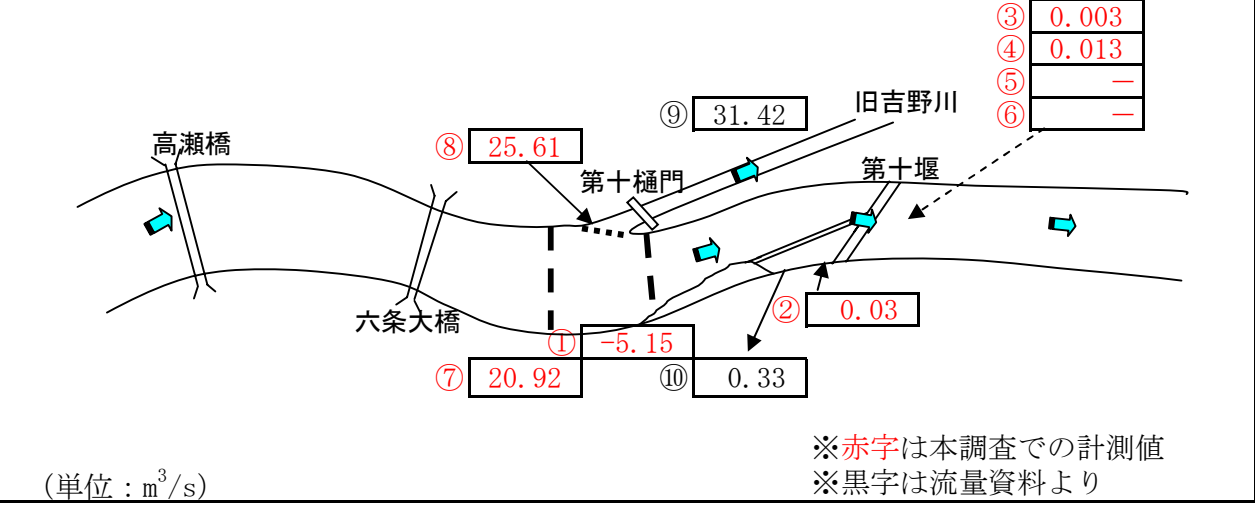 ③ 0.003
④ 0.013
⑤ －
⑥ －
⑨ 31.42
旧吉野川
高瀬橋
⑧ 25.61
第十樋門
第十堰
六条大橋
② 0.03
① -5.15
⑦ 20.92
⑩ 0.33
※赤字は本調査での計測値
※黒字は流量資料より
(単位：m³/s)